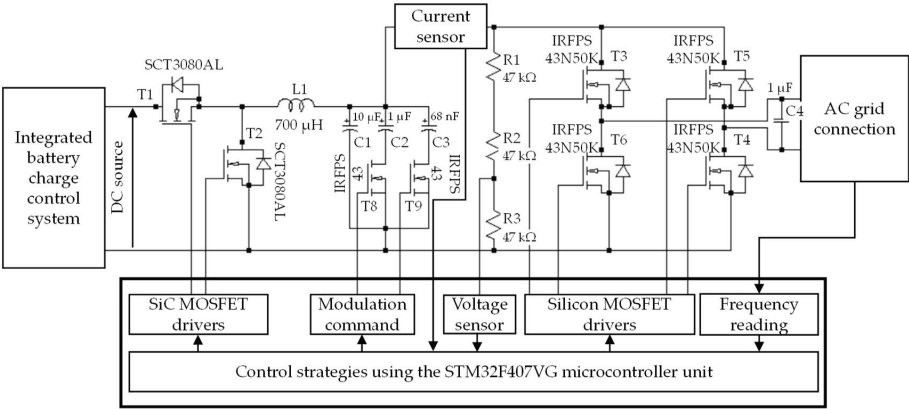 Current
sensor
SCT3080AL
T1
L1
700 μH
T2
SCT3080AL
Integrated
battery
charge
control
system
DC source
10 μF
1 μF
68 nF
C1
C2
C3
IRFPS
43
T8
IRFPS
43
T9
R1
47 kΩ
R2
47 kΩ
R3
47 kΩ
IRFPS
43N50K
T3
IRFPS
43N50K
T5
IRFPS
43N50K
T6
IRFPS
43N50K
T4
1 μF
C4
AC grid
connection
SiC MOSFET
drivers
Modulation
command
Voltage
sensor
Silicon MOSFET
drivers
Frequency
reading
Control strategies using the STM32F407VG microcontroller unit